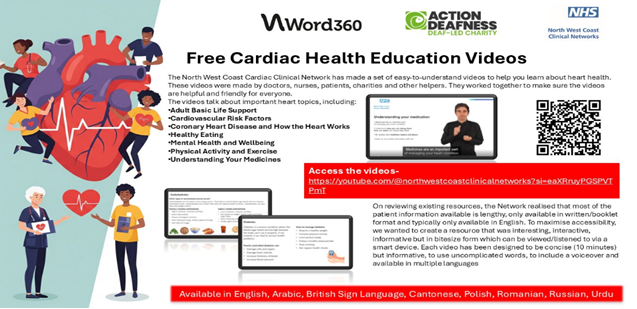 Word360
ACTION
DEAFNESS
DEAF-LED CHARITY
NHS
North West Coast
Clinical Networks
Free Cardiac Health Education Videos
The North West Coast Cardiac Clinical Network has made a set of easy-to-understand videos to help you learn about heart health.
These videos were made by doctors, nurses, patients, charities and other helpers. They worked together to make sure the videos
are helpful and friendly for everyone.
The videos talk about important heart topics, including:
•Adult Basic Life Support
•Cardiovascular Risk Factors
•Coronary Heart Disease and How the Heart Works
•Healthy Eating
•Mental Health and Wellbeing
•Physical Activity and Exercise
•Understanding Your Medicines
Understanding your medication
Access the videos-
https://youtube.com/@northwestcoastclinicalnetworks?si=eaXRruyPGSPVT
PmT
On reviewing existing resources, the Network realised that most of the
patient information available is lengthy, only available in written/booklet
format and typically only available in English. To maximise accessibility,
we wanted to create a resource that was interesting, interactive,
informative but in bitesize form which can be viewed/listened to via a
smart device. Each video has been designed to be concise (10 minutes)
but informative, to use uncomplicated words, to include a voiceover and
available in multiple languages
Available in English, Arabic, British Sign Language, Cantonese, Polish, Romanian, Russian, Urdu